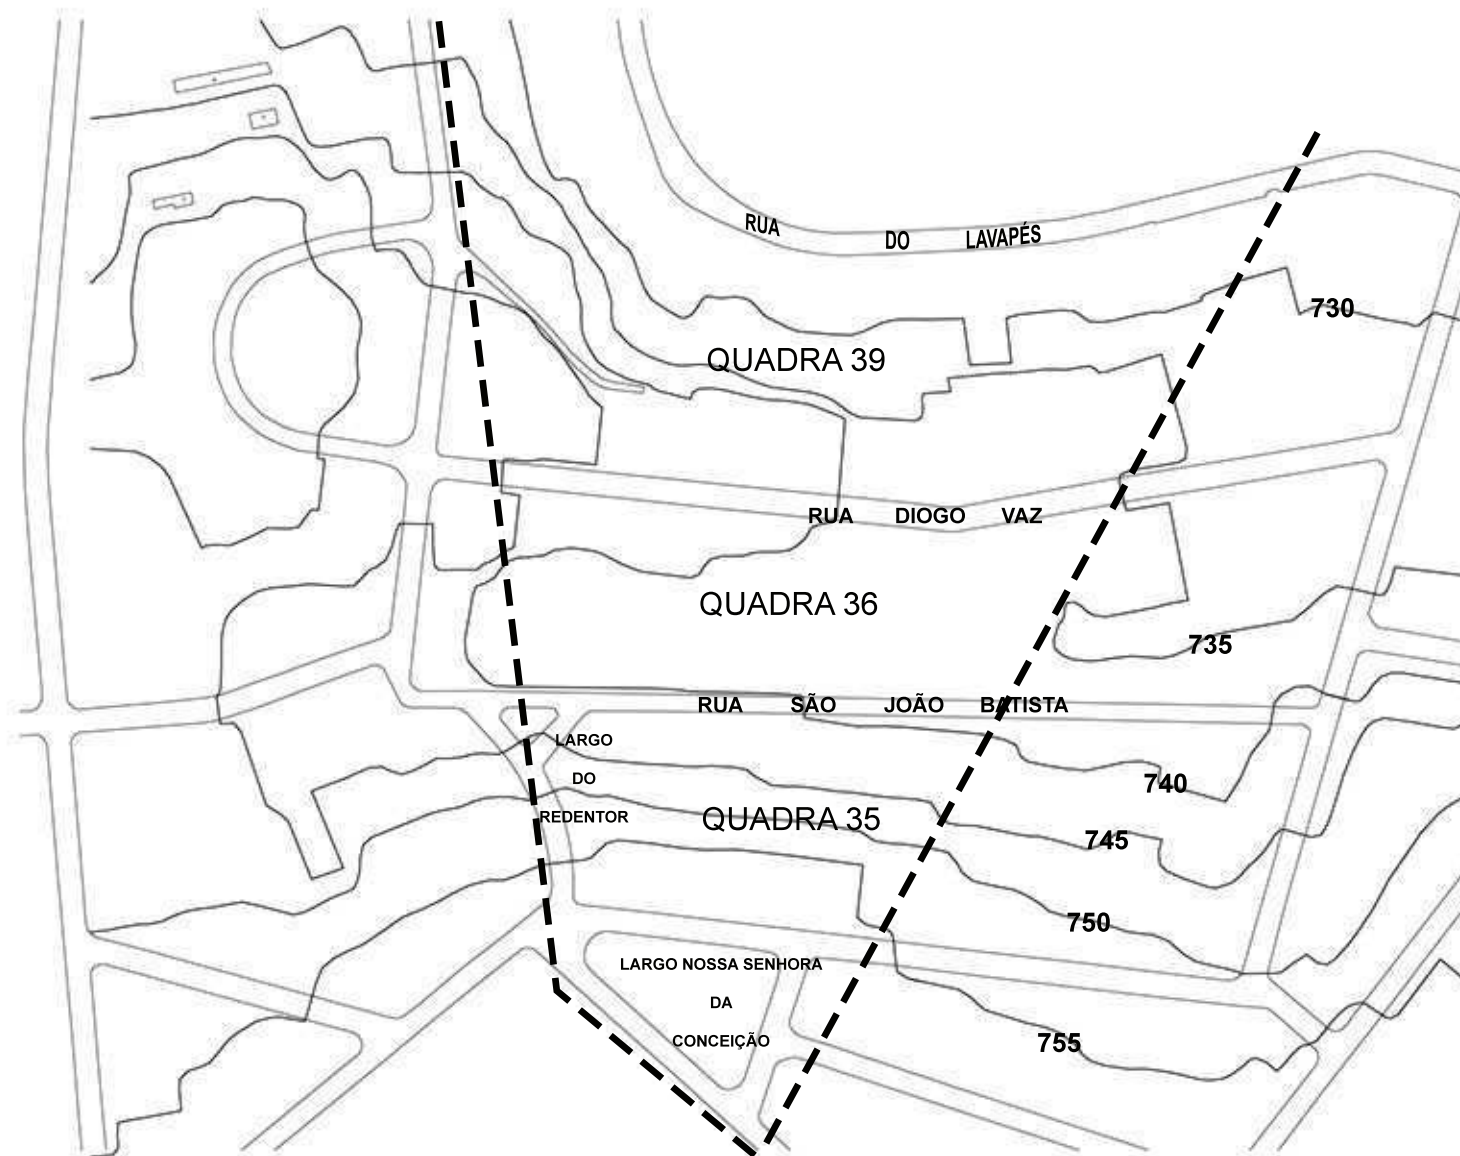 RUA DO LAVAPÉS
730
QUADRA 39
RUA DIOGO VAZ
QUADRA 36
735
RUA SÃO JOÃO BATISTA
LARGO
DO
REDENTOR
740
QUADRA 35
745
750
LARGO NOSSA SENHORA
DA
CONCEIÇÃO
755